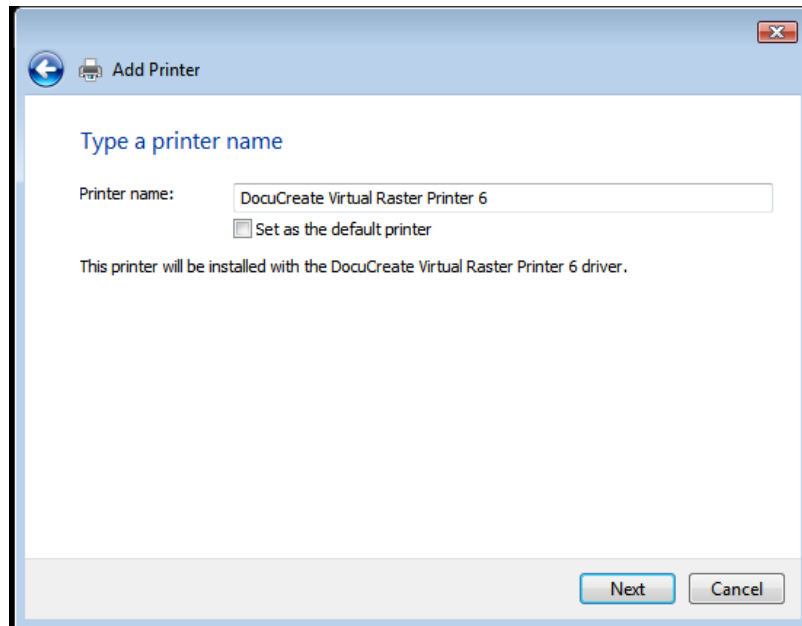 Add Printer
Type a printer name
Printer name: DocuCreate Virtual Raster Printer 6
Set as the default printer
This printer will be installed with the DocuCreate Virtual Raster Printer 6 driver.
Next Cancel